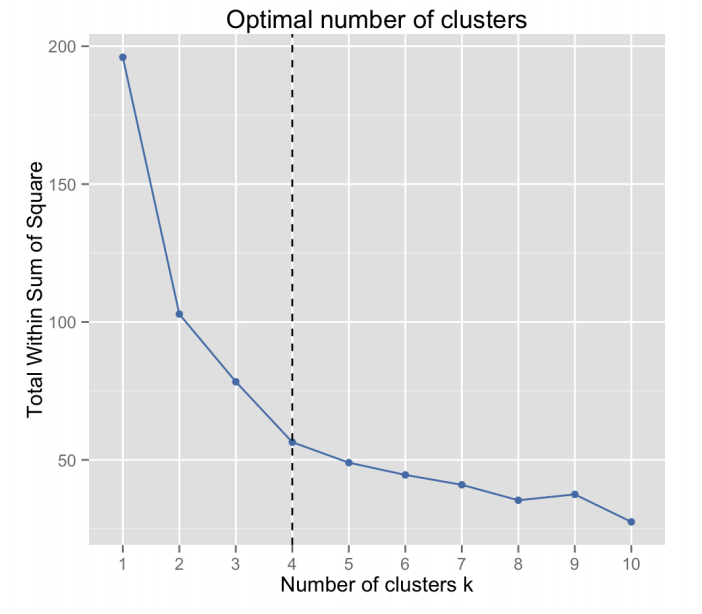 Optimal number of clusters
200
150
100
50
Total Within Sum of Square
1 2 3 4 5 6 7 8 9 10
Number of clusters k